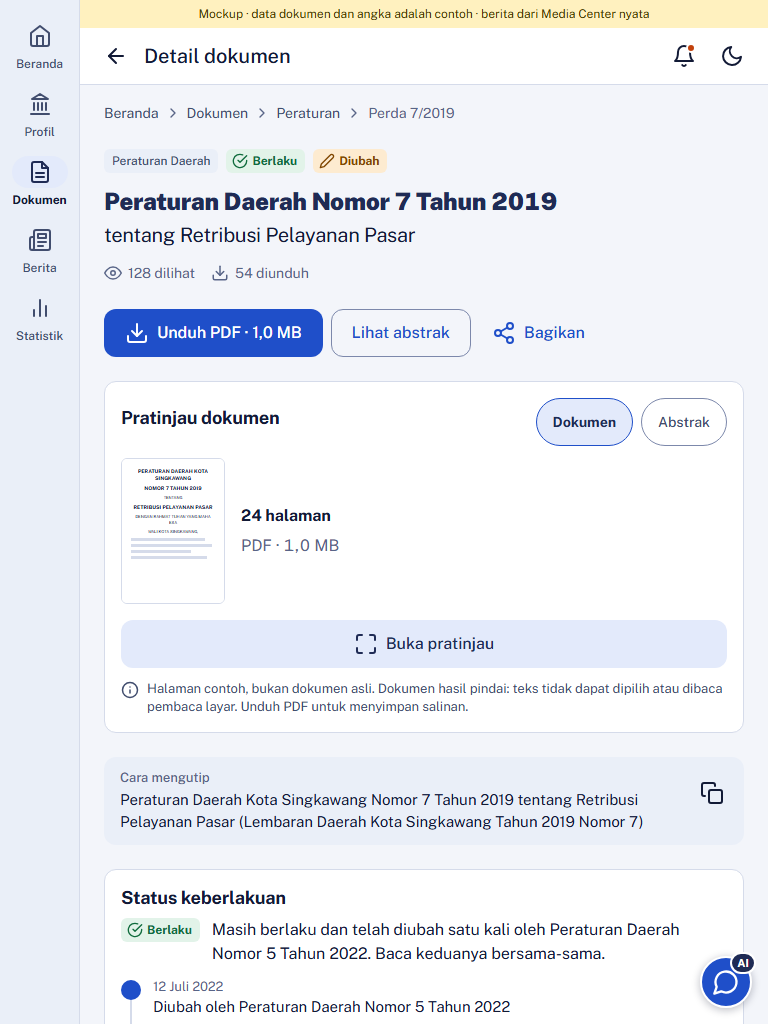 Mockup - data dokumen dan angka adalah contoh - berita dari Media Center nyata
Beranda
Profil
Dokumen
Berita
Statistik
Detail dokumen
Beranda > Dokumen > Peraturan > Perda 7/2019
Peraturan Daerah
Berlaku
Diubah
Peraturan Daerah Nomor 7 Tahun 2019
tentang Retribusi Pelayanan Pasar
128 dilihat
54 diunduh
Unduh PDF · 1,0 MB
Lihat abstrak
Bagikan
Pratinjau dokumen
Dokumen
Abstrak
PERATURAN DAERAH KOTA
SINGKAWANG
NOMOR 7 TAHUN 2019
TENTANG
RETRIBUSI PELAYANAN PASAR
DENGAN RAHMAT TUHAN YANG MAHA
ESA
WALI KOTA SINGKAWANG,
24 halaman
PDF · 1,0 MB
Buka pratinjau
Halaman contoh, bukan dokumen asli. Dokumen hasil pindai: teks tidak dapat dipilih atau dibaca
pembaca layar. Unduh PDF untuk menyimpan salinan.
Cara mengutip
Peraturan Daerah Kota Singkawang Nomor 7 Tahun 2019 tentang Retribusi
Pelayanan Pasar (Lembaran Daerah Kota Singkawang Tahun 2019 Nomor 7)
Status keberlakuan
Berlaku
Masih berlaku dan telah diubah satu kali oleh Peraturan Daerah
Nomor 5 Tahun 2022. Baca keduanya bersama-sama.
12 Juli 2022
Diubah oleh Peraturan Daerah Nomor 5 Tahun 2022
AI